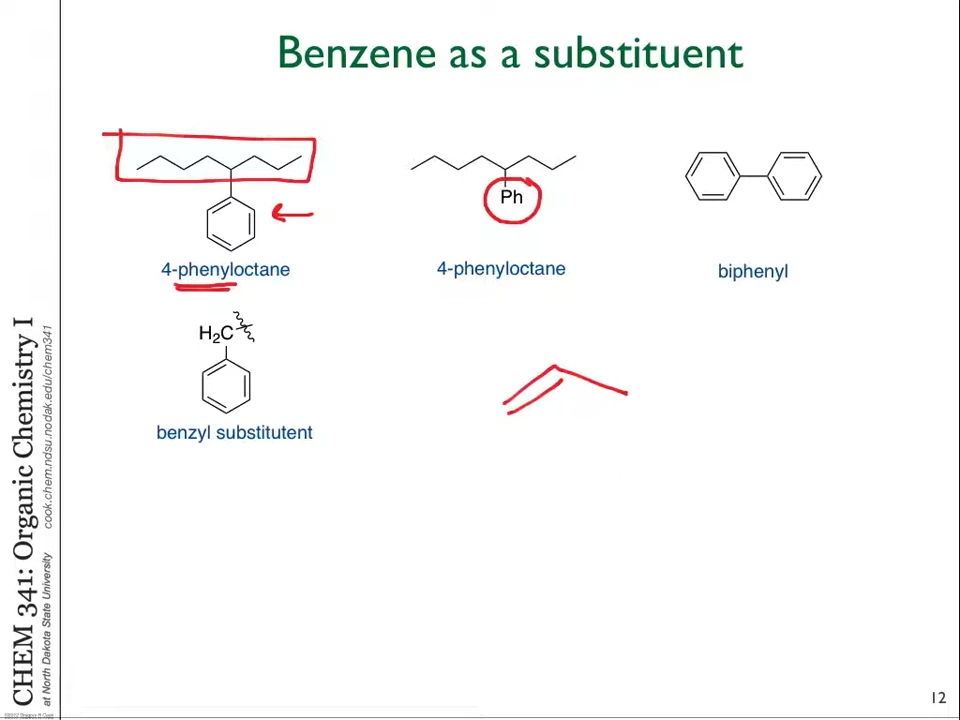 Benzene as a substituent
Ph
4-phenyloctane
4-phenyloctane
biphenyl
H₂C
benzyl substitutent
CHEM 341: Organic Chemistry I
at North Dakota State University
cook.chem.ndsu.nodak.edu/chem341
12